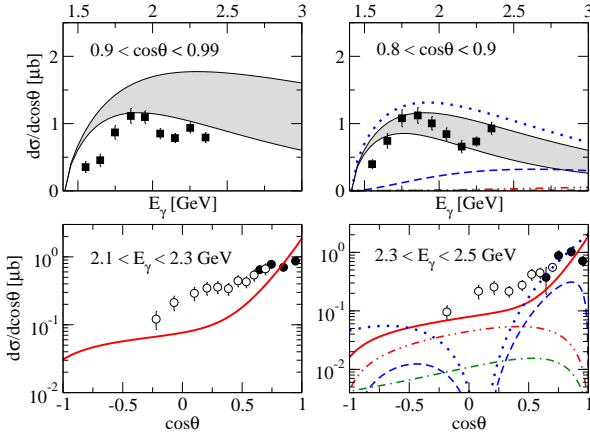 1.5 2 2.5 3
1.5 2 2.5 3
dσ/dcosθ [μb]
2
1
0
0.9 < cosθ < 0.99
2
1
0
0.8 < cosθ < 0.9
E_γ [GeV]
E_γ [GeV]
dσ/dcosθ [μb]
10^0
10^-1
10^-2
2.1 < E_γ < 2.3 GeV
10^0
10^-1
10^-2
2.3 < E_γ < 2.5 GeV
-1 -0.5 0 0.5 1
-1 -0.5 0 0.5 1
cosθ
cosθ